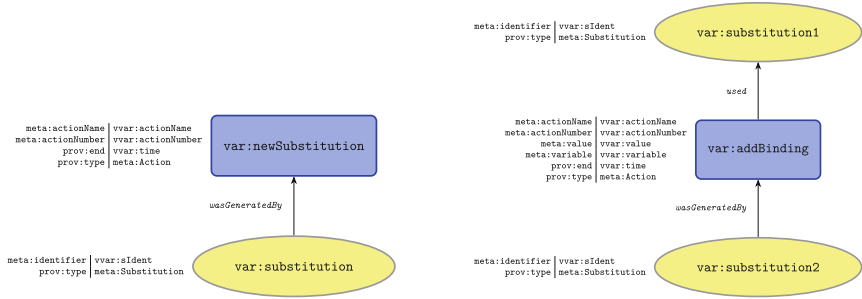 meta:actionName vvar:actionName
meta:actionNumber vvar:actionNumber
prov:end vvar:time
prov:type meta:Action
var:newSubstitution
wasGeneratedBy
meta:identifier vvar:sIdent
prov:type meta:Substitution
var:substitution
meta:identifier vvar:sIdent
prov:type meta:Substitution
var:substitution1
used
meta:actionName vvar:actionName
meta:actionNumber vvar:actionNumber
meta:value vvar:value
meta:variable vvar:variable
prov:end vvar:time
prov:type meta:Action
var:addBinding
wasGeneratedBy
meta:identifier vvar:sIdent
prov:type meta:Substitution
var:substitution2